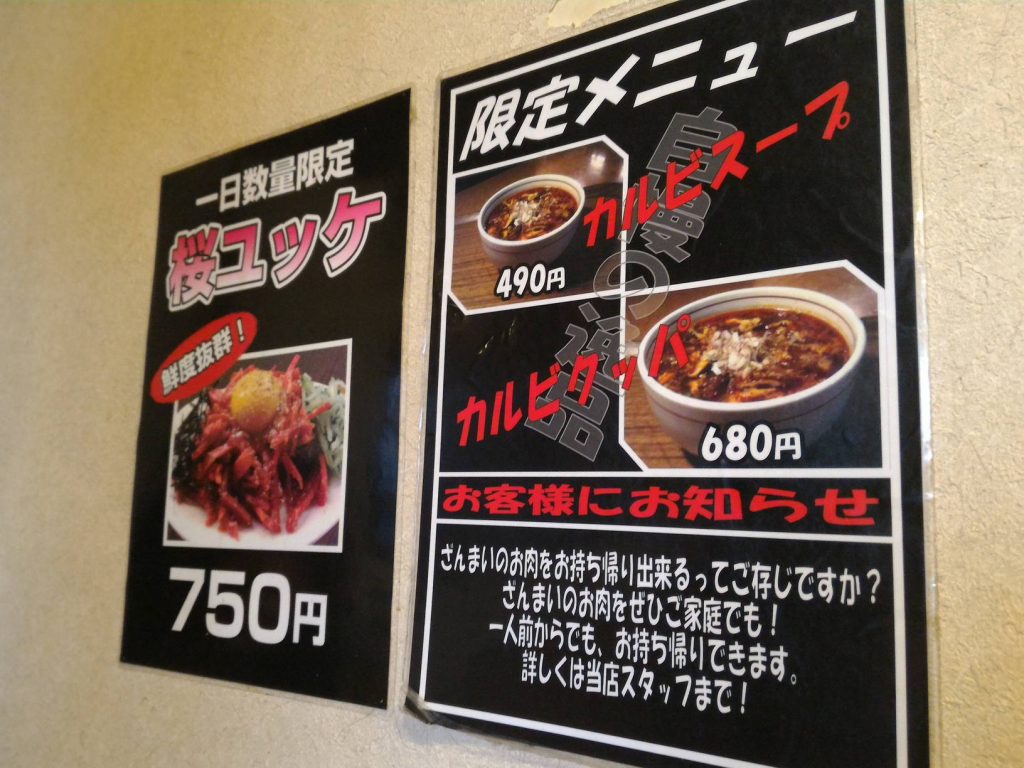 一日数量限定
桜ユッケ
鮮度抜群！
750円
限定メニュー
自慢の逸品
カルビスープ
490円
カルビクッパ
680円
お客様にお知らせ
ざんまいのお肉をお持ち帰り出来るってご存じですか？
ざんまいのお肉をぜひご家庭でも！
一人前からでも、お持ち帰りできます。
詳しくは当店スタッフまで！